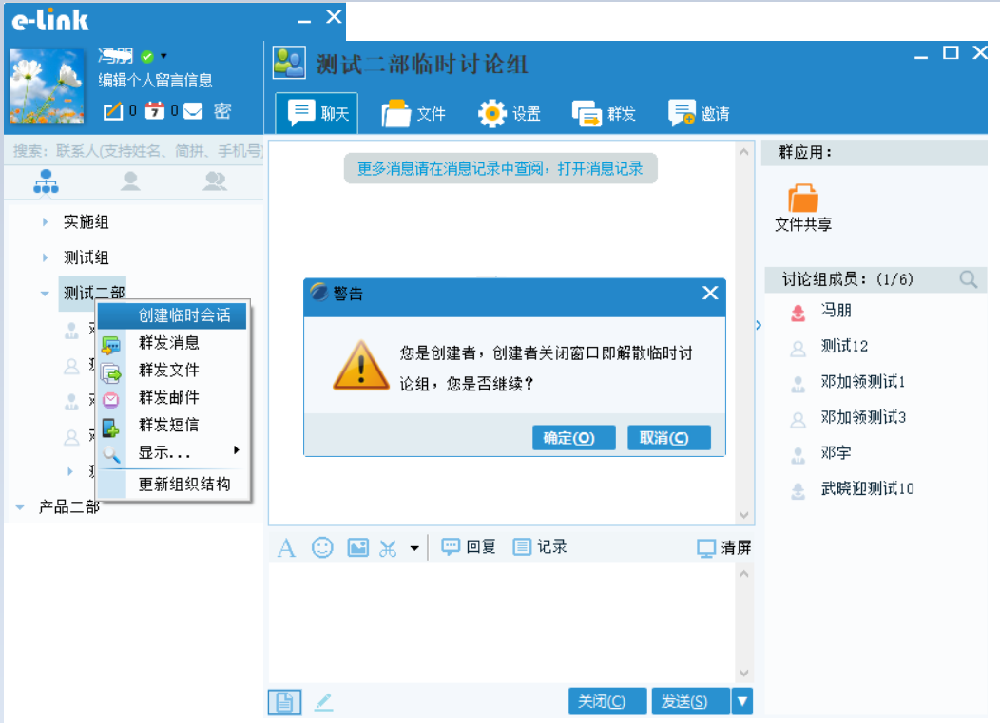 e-Link
冯朋
编辑个人留言信息
0 7 0 密
搜索：联系人(支持姓名、简拼、手机号
实施组
测试组
测试二部
创建临时会话
群发消息
群发文件
群发邮件
群发短信
显示...
更新组织结构
产品二部
测试二部临时讨论组
聊天 文件 设置 群发 邀请
更多消息请在消息记录中查阅，打开消息记录
警告
您是创建者，创建者关闭窗口即解散临时讨
论组，您是否继续？
确定(O) 取消(C)
A 回复 记录 清屏
关闭(C) 发送(S)
群应用：
文件共享
讨论组成员：(1/6)
冯朋
测试12
邓加领测试1
邓加领测试3
邓宇
武晓迎测试10